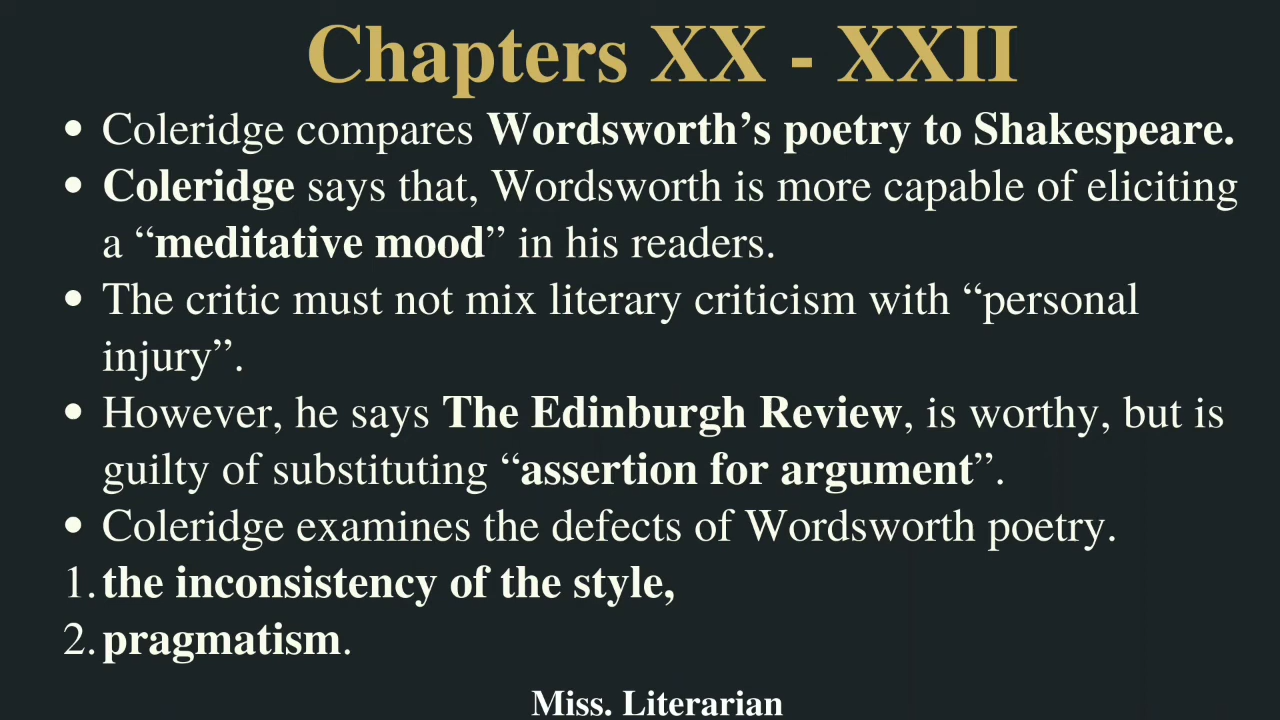 Chapters XX - XXII
• Coleridge compares Wordsworth’s poetry to Shakespeare.
• Coleridge says that, Wordsworth is more capable of eliciting
a “meditative mood” in his readers.
• The critic must not mix literary criticism with “personal
injury”.
• However, he says The Edinburgh Review, is worthy, but is
guilty of substituting “assertion for argument”.
• Coleridge examines the defects of Wordsworth poetry.
1. the inconsistency of the style,
2. pragmatism.
Miss. Literarian